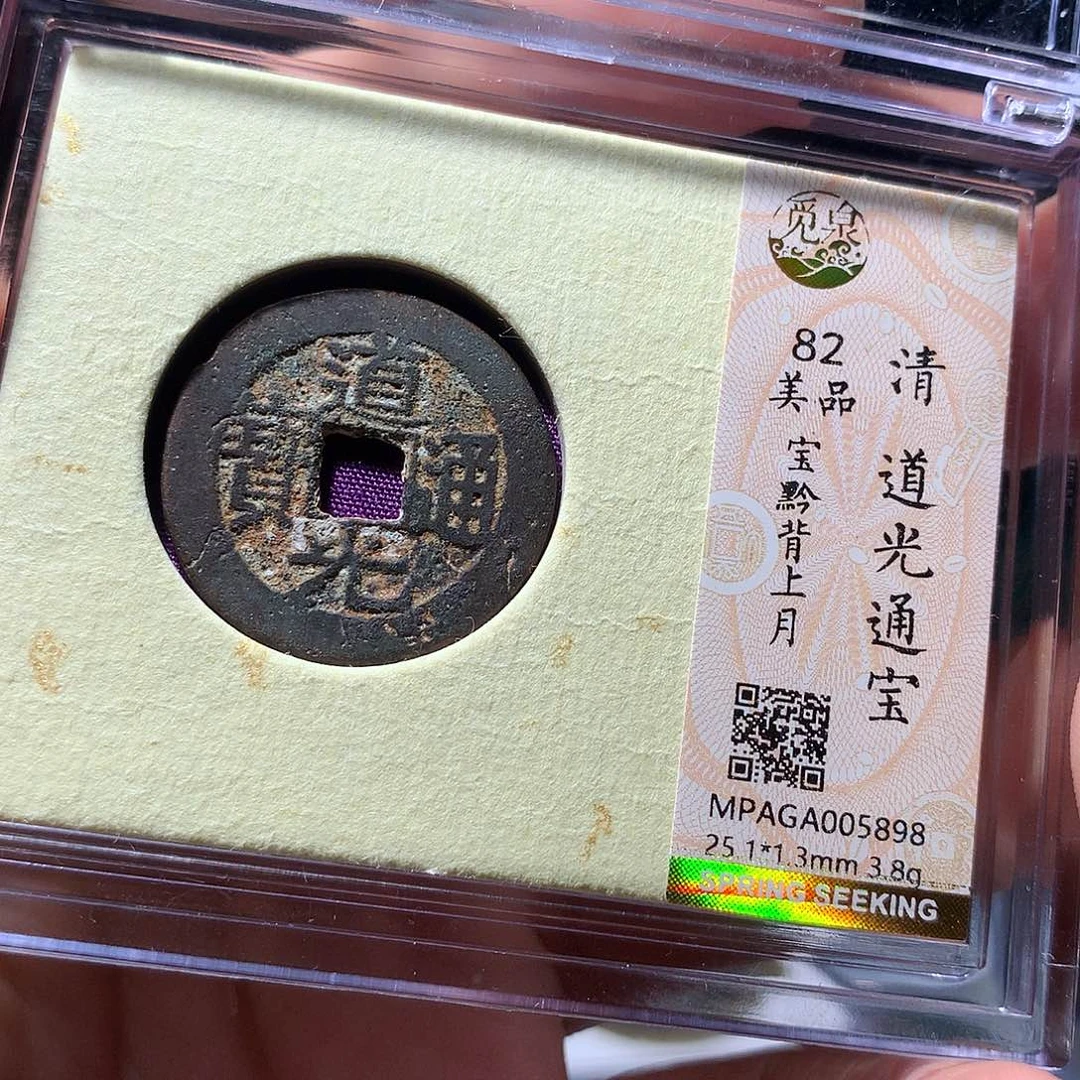 道光通寶
觅泉
清 道光通宝
82
美品
宝黔背上月
MPAGA005898
25.1*1.3mm 3.8g
SPRING SEEKING